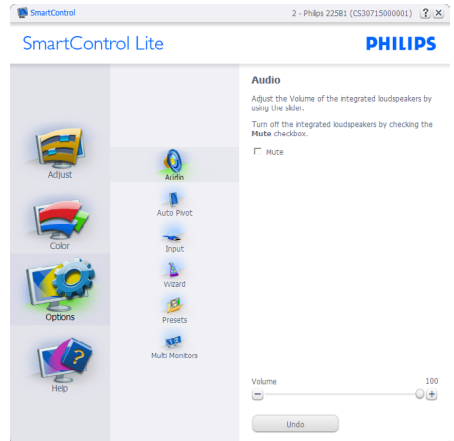 SmartControl
2 - Philips 225B1 (CS30715000001)
SmartControl Lite
PHILIPS
Adjust
Color
Options
Help
Audio
Auto Pivot
Input
Wizard
Presets
Multi Monitors
Audio
Adjust the Volume of the integrated loudspeakers by
using the slider.
Turn off the integrated loudspeakers by checking the
Mute checkbox.
Mute
Volume 100
Undo